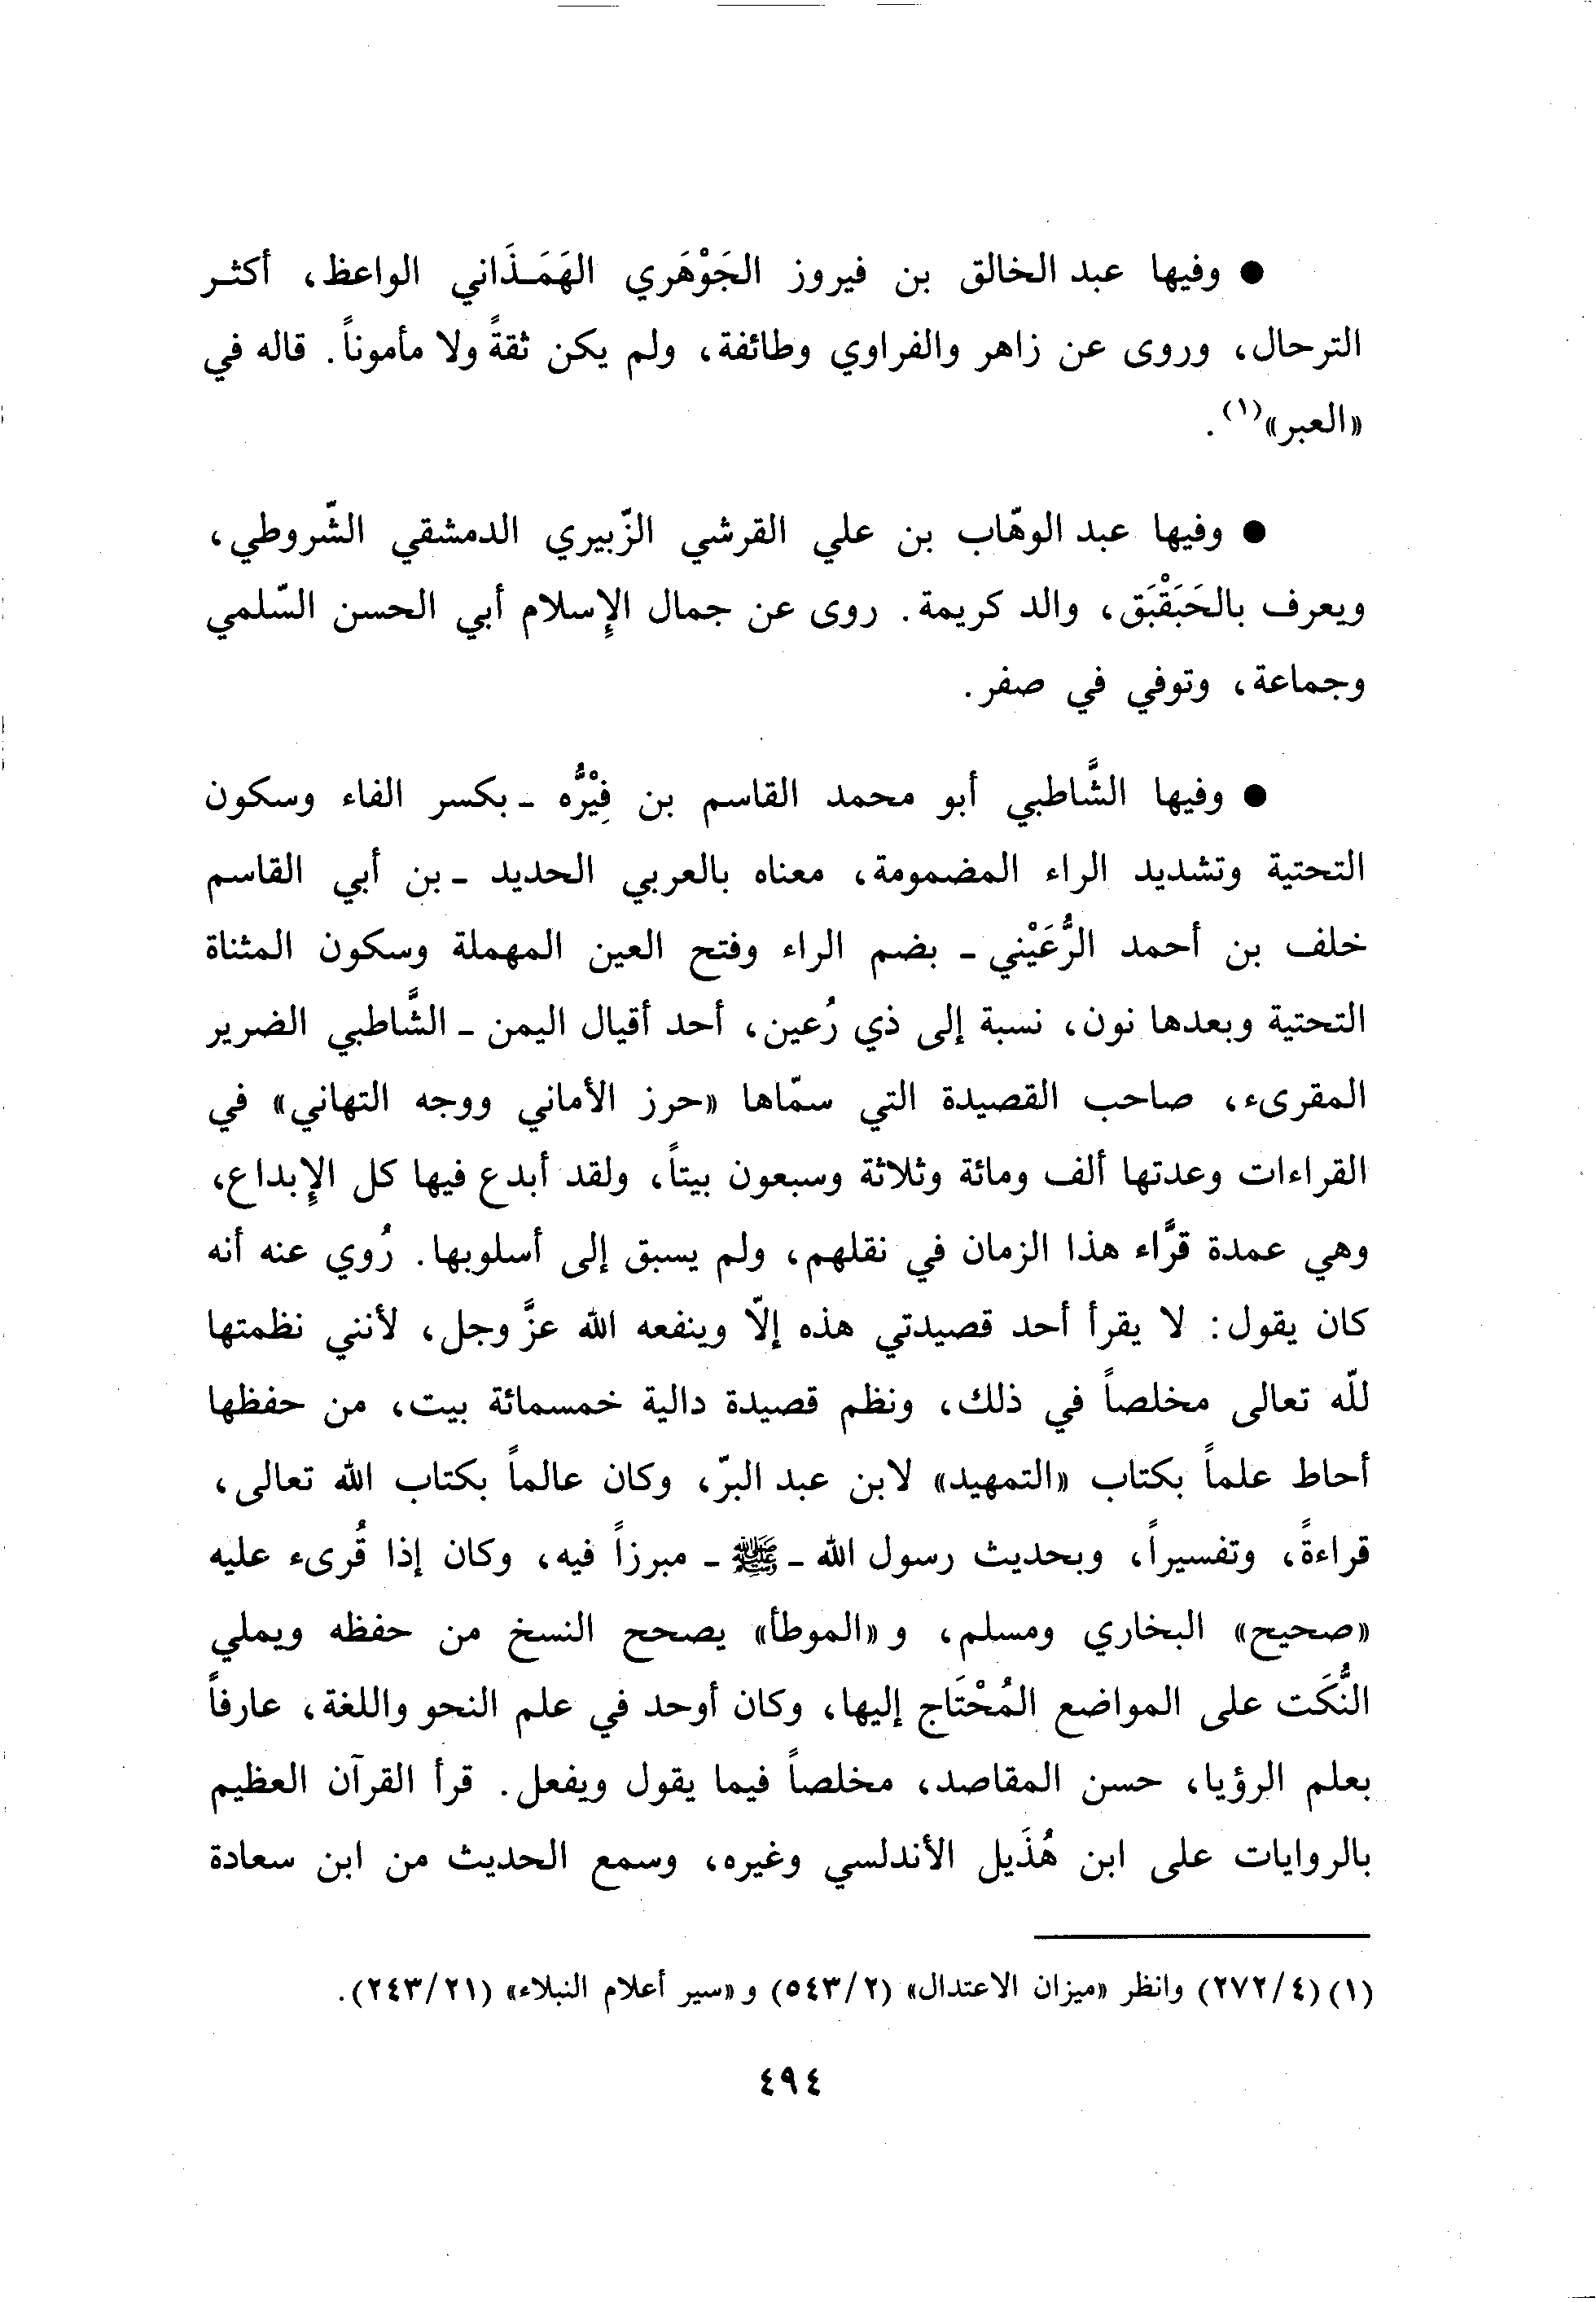 ● وفيها عبد الخالق بن فيروز الجَوْهَري الهَمَـذَاني الواعظ، أكثـر
الترحال، وروى عن زاهر والفراوي وطائفة، ولم يكن ثقةً ولا مأموناً. قاله في
«العبر»(١).
● وفيها عبد الوهّاب بن علي القرشي الزّبيري الدمشقي الشّروطي،
ويعرف بالحَبَقْبَق، والد كريمة. روى عن جمال الإسلام أبي الحسن السّلمي
وجماعة، وتوفي في صفر.
● وفيها الشَّاطبي أبو محمد القاسم بن فِيْرُّه ـ بكسر الفاء وسكون
التحتية وتشديد الراء المضمومة، معناه بالعربي الحديد ـ بن أبي القاسم
خلف بن أحمد الرُّعَيْني ـ بضم الراء وفتح العين المهملة وسكون المثناة
التحتية وبعدها نون، نسبة إلى ذي رُعين، أحد أقيال اليمن ـ الشَّاطبي الضرير
المقرىء، صاحب القصيدة التي سمّاها «حرز الأماني ووجه التهاني» في
القراءات وعدتها ألف ومائة وثلاثة وسبعون بيتاً، ولقد أبدع فيها كل الإبداع،
وهي عمدة قرَّاء هذا الزمان في نقلهم، ولم يسبق إلى أسلوبها. رُوي عنه أنه
كان يقول: لا يقرأ أحد قصيدتي هذه إلّا وينفعه الله عزَّ وجل، لأنني نظمتها
للّه تعالى مخلصاً في ذلك، ونظم قصيدة دالية خمسمائة بيت، من حفظها
أحاط علماً بكتاب «التمهيد» لابن عبد البرّ، وكان عالماً بكتاب الله تعالى،
قراءةً، وتفسيراً، وبحديث رسول الله ـ ﷺ ـ مبرزاً فيه، وكان إذا قُرىء عليه
«صحيح» البخاري ومسلم، و«الموطأ» يصحح النسخ من حفظه ويملي
النُّكَت على المواضع المُحْتَاج إليها، وكان أوحد في علم النحو واللغة، عارفاً
بعلم الرؤيا، حسن المقاصد، مخلصاً فيما يقول ويفعل. قرأ القرآن العظيم
بالروايات على ابن هُذَيل الأندلسي وغيره، وسمع الحديث من ابن سعادة
(١) (٤/٢٧٢) وانظر «ميزان الاعتدال» (٢/٥٤٣) و«سير أعلام النبلاء» (٢١/٢٤٣).
٤٩٤